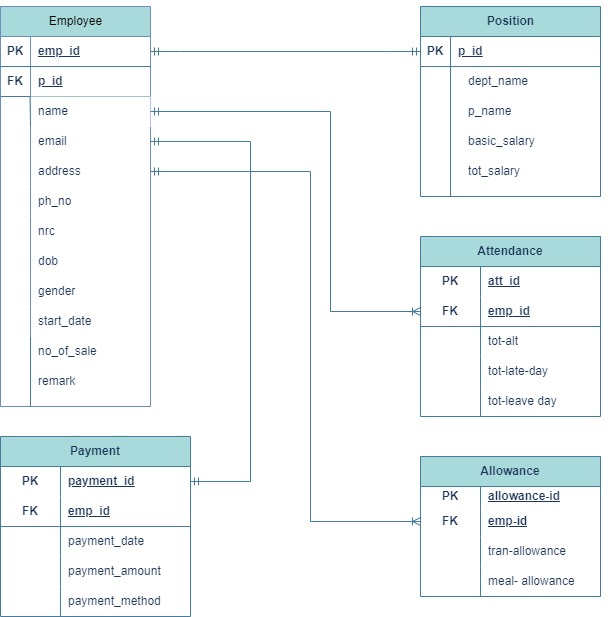 Employee
PK emp_id
FK p_id
name
email
address
ph_no
nrc
dob
gender
start_date
no_of_sale
remark
Position
PK p_id
dept_name
p_name
basic_salary
tot_salary
Attendance
PK att_id
FK emp_id
tot-alt
tot-late-day
tot-leave day
Payment
PK payment_id
FK emp_id
payment_date
payment_amount
payment_method
Allowance
PK allowance-id
FK emp-id
tran-allowance
meal- allowance